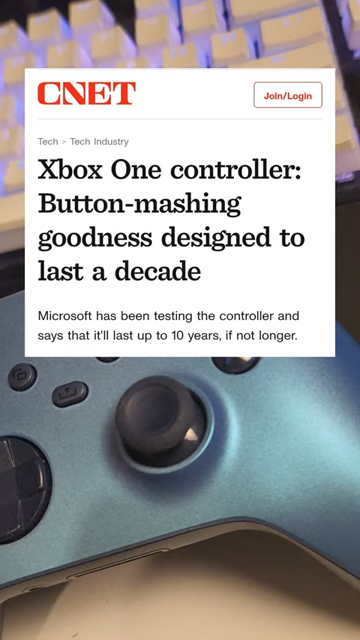 CNET
Join/Login
Tech > Tech Industry
Xbox One controller:
Button-mashing
goodness designed to
last a decade
Microsoft has been testing the controller and
says that it'll last up to 10 years, if not longer.